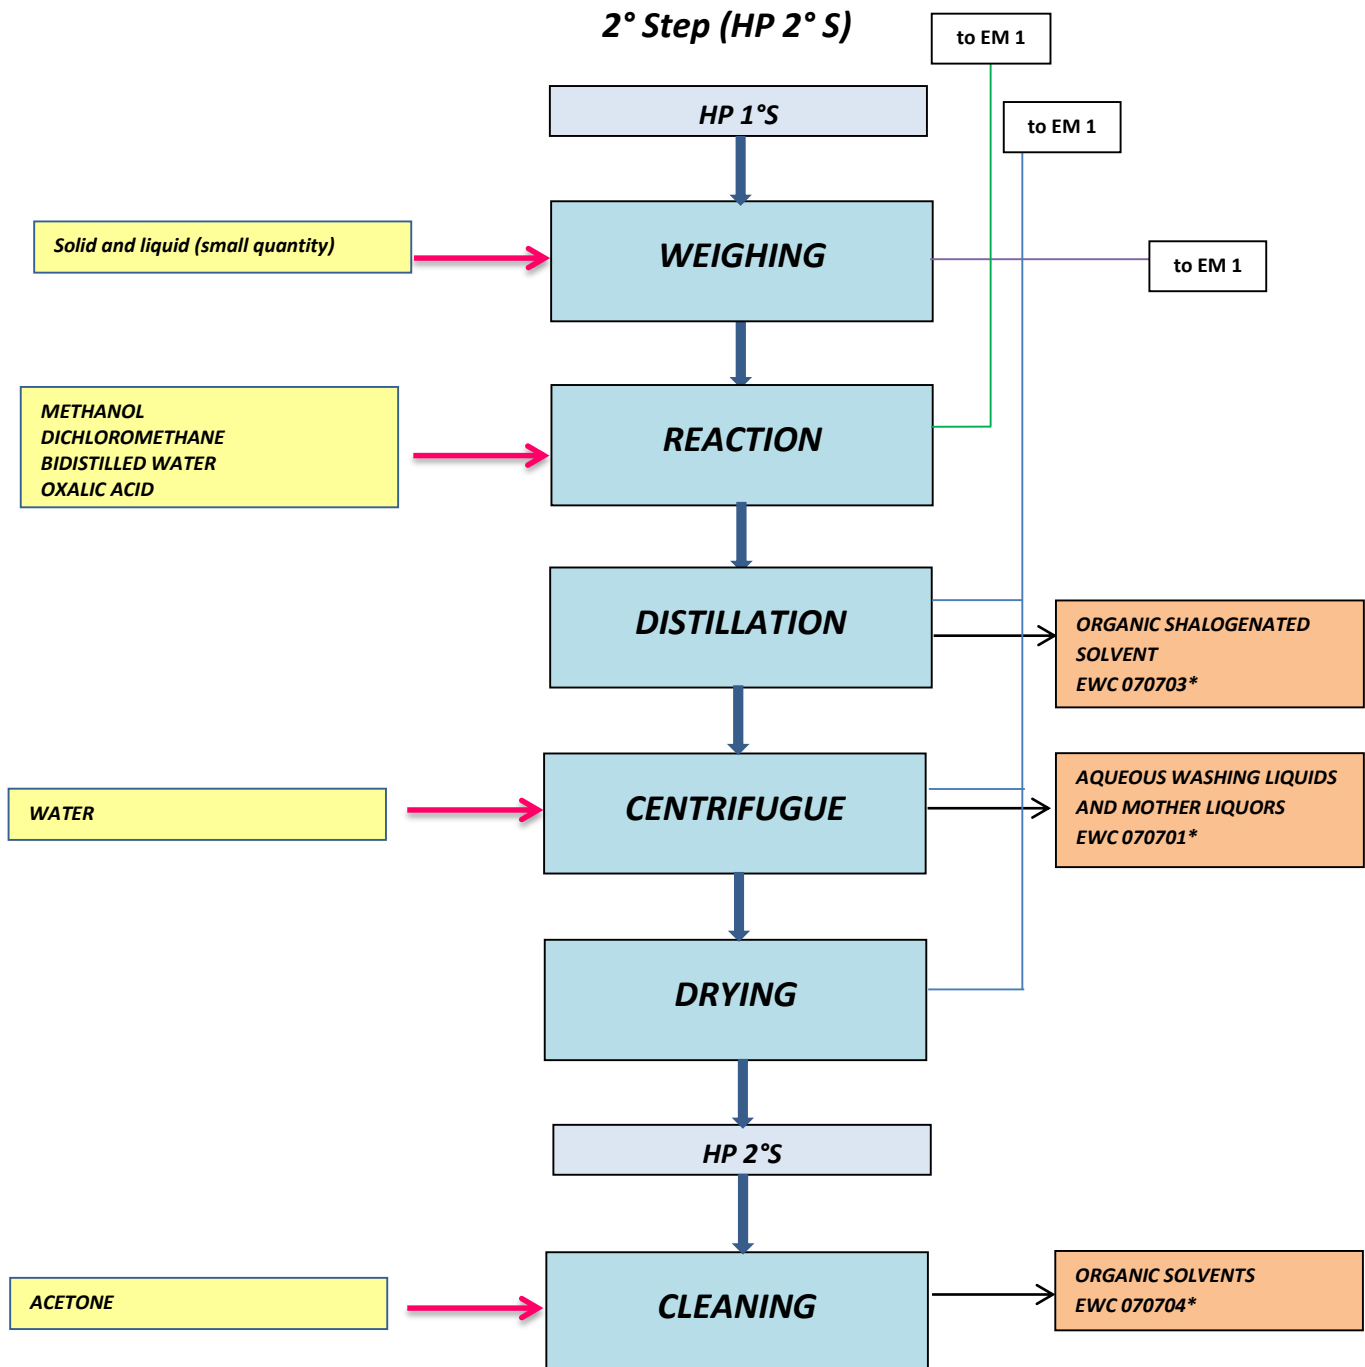 2° Step (HP 2° S)
to EM 1
HP 1°S
to EM 1
Solid and liquid (small quantity)
WEIGHING
to EM 1
METHANOL
DICHLOROMETHANE
BIDISTILLED WATER
OXALIC ACID
REACTION
DISTILLATION
ORGANIC SHALOGENATED
SOLVENT
EWC 070703*
WATER
CENTRIFUGUE
AQUEOUS WASHING LIQUIDS
AND MOTHER LIQUORS
EWC 070701*
DRYING
HP 2°S
ACETONE
CLEANING
ORGANIC SOLVENTS
EWC 070704*